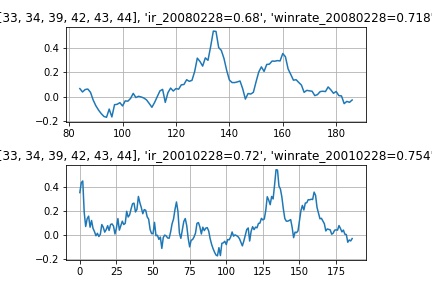 [33, 34, 39, 42, 43, 44], 'ir_20080228=0.68', 'winrate_20080228=0.718'
0.4
0.2
0.0
−0.2
80 100 120 140 160 180
[33, 34, 39, 42, 43, 44], 'ir_20010228=0.72', 'winrate_20010228=0.754'
0.4
0.2
0.0
−0.2
0 25 50 75 100 125 150 175